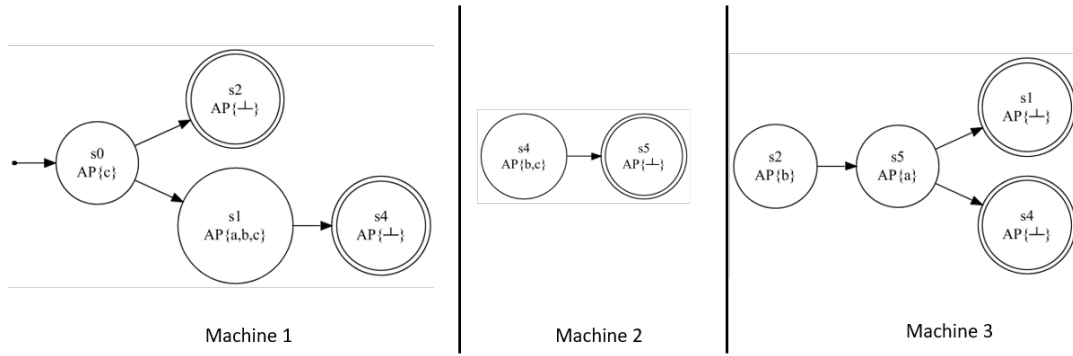 s0
AP{c}
s2
AP{⊥}
s1
AP{a,b,c}
s4
AP{⊥}
Machine 1
s4
AP{b,c}
s5
AP{⊥}
Machine 2
s2
AP{b}
s5
AP{a}
s1
AP{⊥}
s4
AP{⊥}
Machine 3